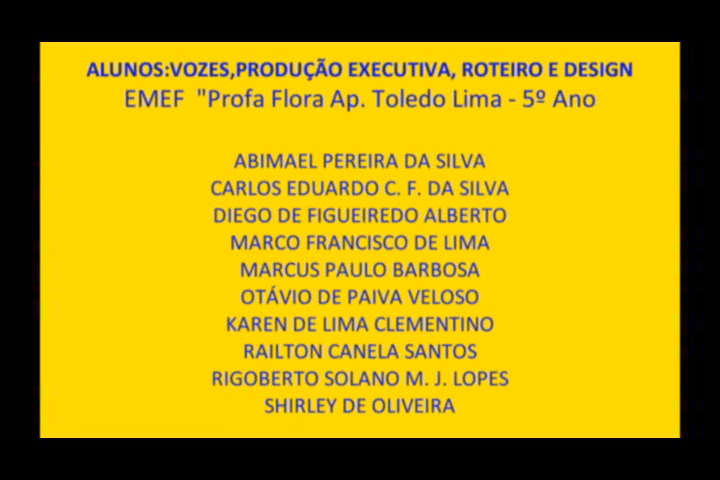 ALUNOS:VOZES,PRODUÇÃO EXECUTIVA, ROTEIRO E DESIGN
EMEF "Profa Flora Ap. Toledo Lima - 5º Ano
ABIMAEL PEREIRA DA SILVA
CARLOS EDUARDO C. F. DA SILVA
DIEGO DE FIGUEIREDO ALBERTO
MARCO FRANCISCO DE LIMA
MARCUS PAULO BARBOSA
OTÁVIO DE PAIVA VELOSO
KAREN DE LIMA CLEMENTINO
RAILTON CANELA SANTOS
RIGOBERTO SOLANO M. J. LOPES
SHIRLEY DE OLIVEIRA